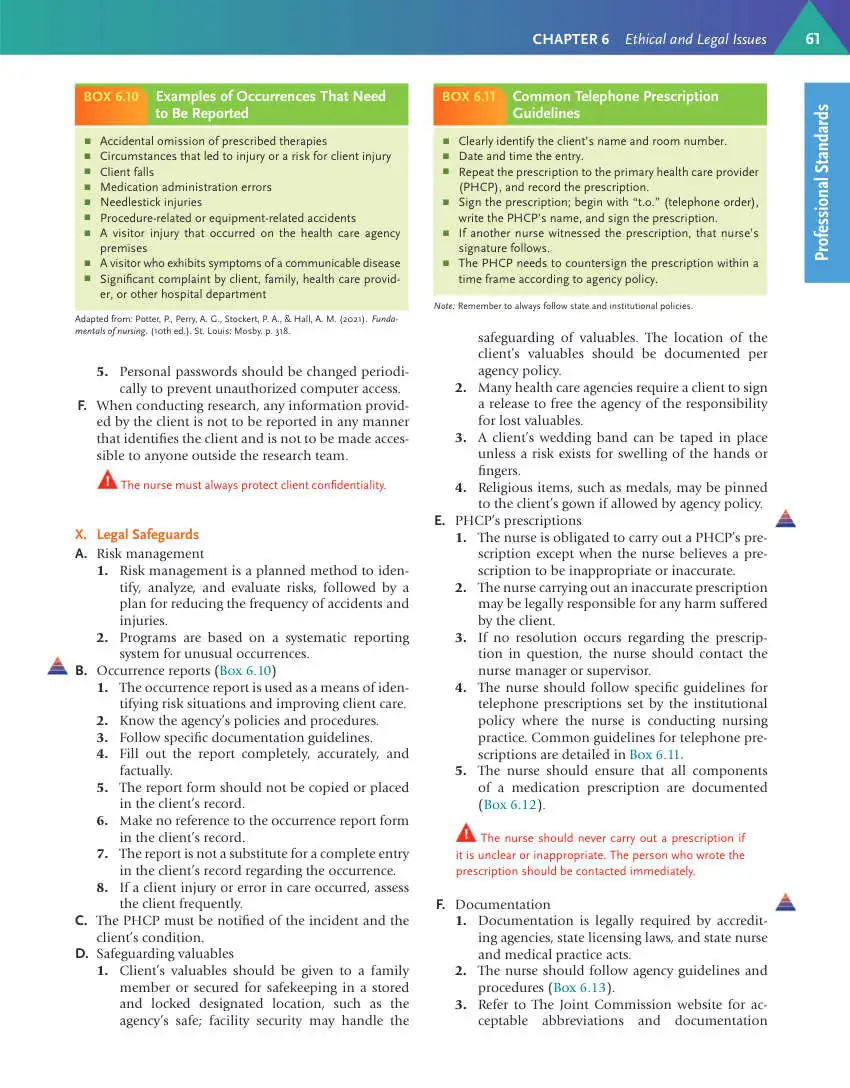 CHAPTER 6 Ethical and Legal Issues 61
Professional Standards
BOX 6.10 Examples of Occurrences That Need
to Be Reported
■ Accidental omission of prescribed therapies
■ Circumstances that led to injury or a risk for client injury
■ Client falls
■ Medication administration errors
■ Needlestick injuries
■ Procedure-related or equipment-related accidents
■ A visitor injury that occurred on the health care agency
premises
■ A visitor who exhibits symptoms of a communicable disease
■ Significant complaint by client, family, health care provid-
er, or other hospital department
Adapted from: Potter, P., Perry, A. G., Stockert, P. A., & Hall, A. M. (2021). Funda-
mentals of nursing. (10th ed.). St. Louis: Mosby. p. 318.
5. Personal passwords should be changed periodi-
cally to prevent unauthorized computer access.
F. When conducting research, any information provid-
ed by the client is not to be reported in any manner
that identifies the client and is not to be made acces-
sible to anyone outside the research team.
The nurse must always protect client confidentiality.
X. Legal Safeguards
A. Risk management
1. Risk management is a planned method to iden-
tify, analyze, and evaluate risks, followed by a
plan for reducing the frequency of accidents and
injuries.
2. Programs are based on a systematic reporting
system for unusual occurrences.
B. Occurrence reports (Box 6.10)
1. The occurrence report is used as a means of iden-
tifying risk situations and improving client care.
2. Know the agency's policies and procedures.
3. Follow specific documentation guidelines.
4. Fill out the report completely, accurately, and
factually.
5. The report form should not be copied or placed
in the client's record.
6. Make no reference to the occurrence report form
in the client's record.
7. The report is not a substitute for a complete entry
in the client's record regarding the occurrence.
8. If a client injury or error in care occurred, assess
the client frequently.
C. The PHCP must be notified of the incident and the
client's condition.
D. Safeguarding valuables
1. Client's valuables should be given to a family
member or secured for safekeeping in a stored
and locked designated location, such as the
agency's safe; facility security may handle the
BOX 6.11 Common Telephone Prescription
Guidelines
■ Clearly identify the client's name and room number.
■ Date and time the entry.
■ Repeat the prescription to the primary health care provider
(PHCP), and record the prescription.
■ Sign the prescription; begin with “t.o.” (telephone order),
write the PHCP's name, and sign the prescription.
■ If another nurse witnessed the prescription, that nurse's
signature follows.
■ The PHCP needs to countersign the prescription within a
time frame according to agency policy.
Note: Remember to always follow state and institutional policies.
safeguarding of valuables. The location of the
client's valuables should be documented per
agency policy.
2. Many health care agencies require a client to sign
a release to free the agency of the responsibility
for lost valuables.
3. A client's wedding band can be taped in place
unless a risk exists for swelling of the hands or
fingers.
4. Religious items, such as medals, may be pinned
to the client's gown if allowed by agency policy.
E. PHCP's prescriptions
1. The nurse is obligated to carry out a PHCP's pre-
scription except when the nurse believes a pre-
scription to be inappropriate or inaccurate.
2. The nurse carrying out an inaccurate prescription
may be legally responsible for any harm suffered
by the client.
3. If no resolution occurs regarding the prescrip-
tion in question, the nurse should contact the
nurse manager or supervisor.
4. The nurse should follow specific guidelines for
telephone prescriptions set by the institutional
policy where the nurse is conducting nursing
practice. Common guidelines for telephone pre-
scriptions are detailed in Box 6.11.
5. The nurse should ensure that all components
of a medication prescription are documented
(Box 6.12).
The nurse should never carry out a prescription if
it is unclear or inappropriate. The person who wrote the
prescription should be contacted immediately.
F. Documentation
1. Documentation is legally required by accredit-
ing agencies, state licensing laws, and state nurse
and medical practice acts.
2. The nurse should follow agency guidelines and
procedures (Box 6.13).
3. Refer to The Joint Commission website for ac-
ceptable abbreviations and documentation